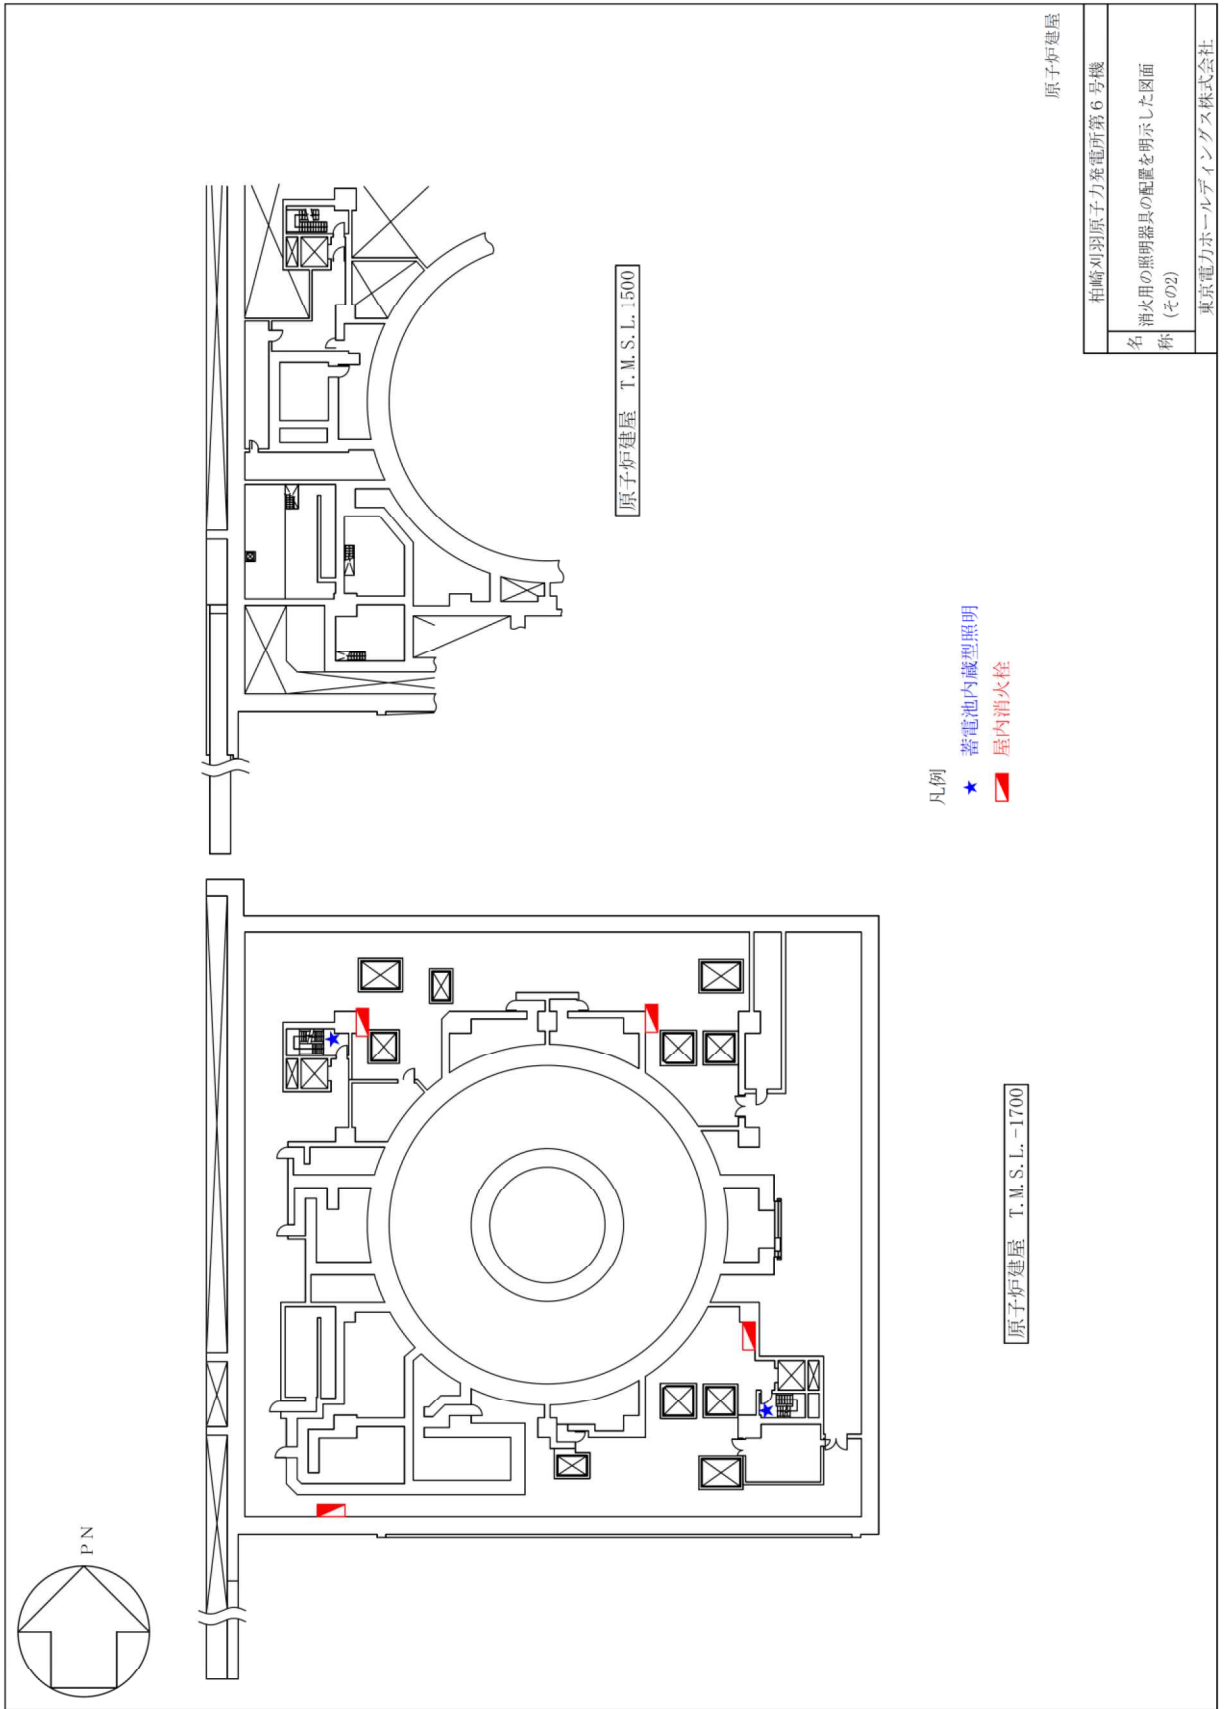 PN
原子炉建屋 T.M.S.L.-1700
原子炉建屋 T.M.S.L.1500
凡例
★ 蓄電池内蔵型照明
屋内消火栓
原子炉建屋
柏崎刈羽原子力発電所第6号機
名称
消火用の照明器具の配置を明示した図面
(その2)
東京電力ホールディングス株式会社